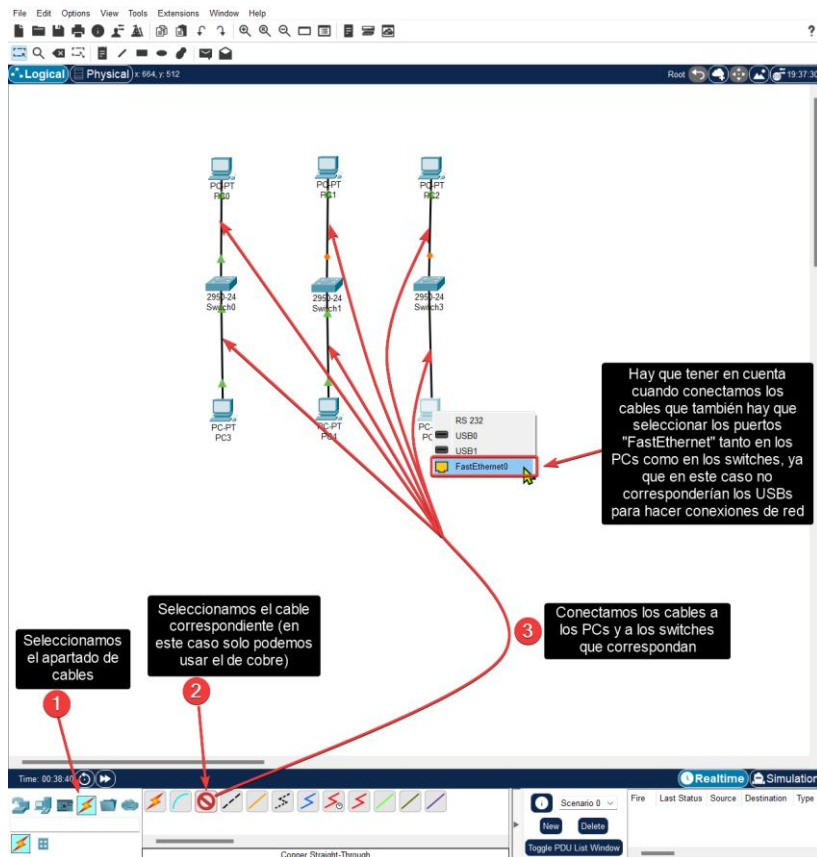 File Edit Options View Tools Extensions Window Help
?
Logical Physical x: 664, y: 512 Root 19:37:30
PC-PT
PC0
PC-PT
PC1
PC-PT
PC2
2950-24
Switch0
2950-24
Switch1
2950-24
Switch3
PC-PT
PC3
PC-PT
RS 232
USB0
USB1
FastEthernet0
Hay que tener en cuenta
cuando conectamos los
cables que también hay que
seleccionar los puertos
"FastEthernet" tanto en los
PCs como en los switches, ya
que en este caso no
corresponderían los USBs
para hacer conexiones de red
Seleccionamos
el apartado de
cables
1
Seleccionamos el cable
correspondiente (en
este caso solo podemos
usar el de cobre)
2
3
Conectamos los cables a
los PCs y a los switches
que correspondan
Time: 00:38:40 Realtime Simulation
Scenario 0
New Delete
Toggle PDU List Window
Fire Last Status Source Destination Type
Copper Straight-Through